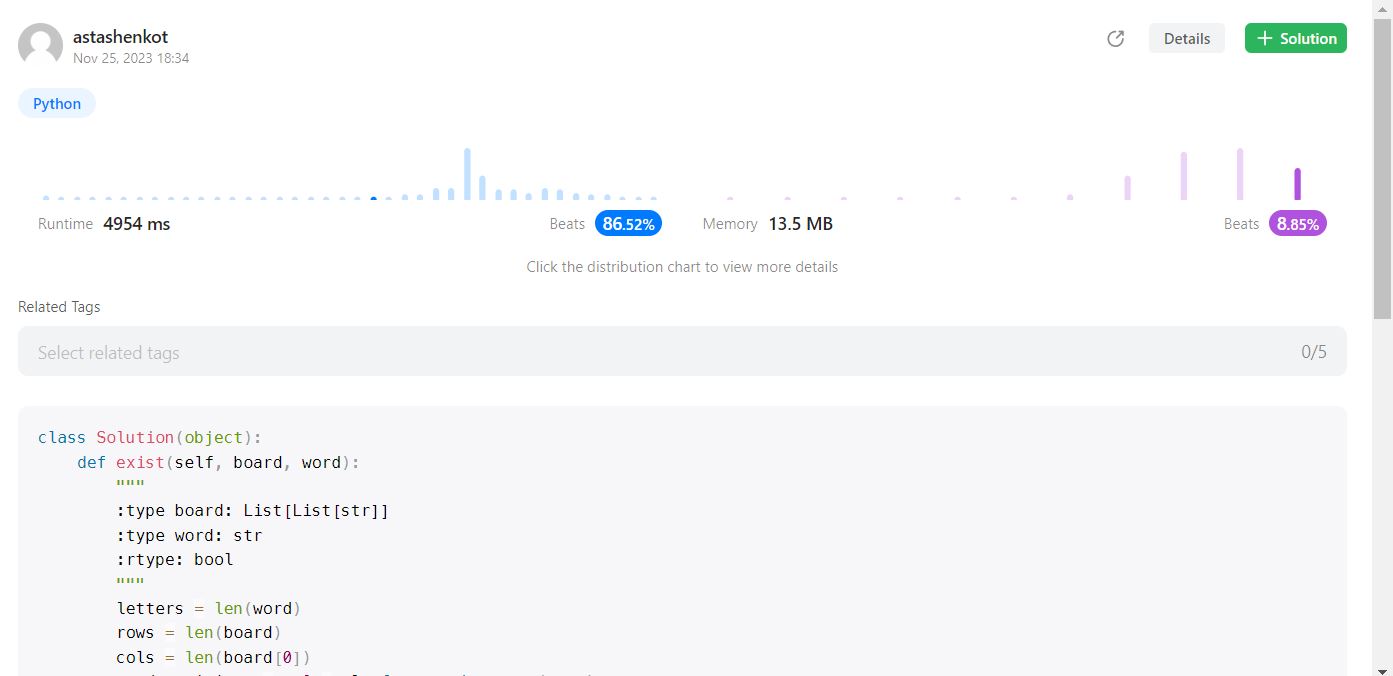 astashenkot
Nov 25, 2023 18:34
Details
+ Solution
Python
Runtime 4954 ms
Beats 86.52%
Memory 13.5 MB
Beats 8.85%
Click the distribution chart to view more details
Related Tags
Select related tags 0/5
class Solution(object):
def exist(self, board, word):
"""
:type board: List[List[str]]
:type word: str
:rtype: bool
"""
letters = len(word)
rows = len(board)
cols = len(board[0])